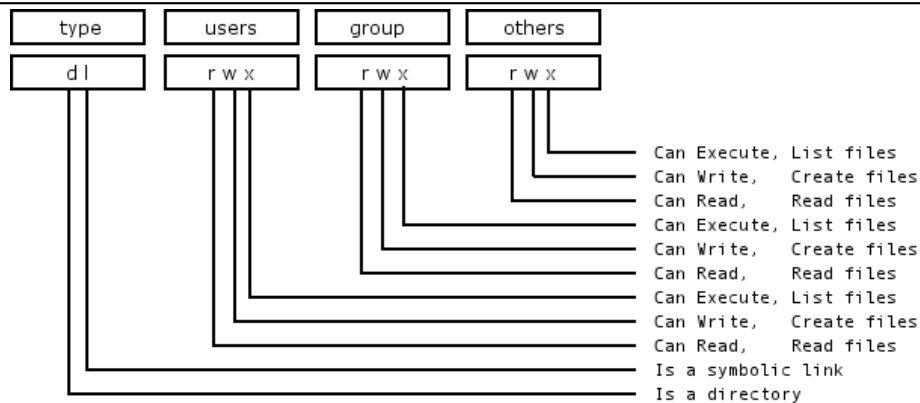 type users group others
d l r w x r w x r w x
Can Execute, List files
Can Write, Create files
Can Read, Read files
Can Execute, List files
Can Write, Create files
Can Read, Read files
Can Execute, List files
Can Write, Create files
Can Read, Read files
Is a symbolic link
Is a directory